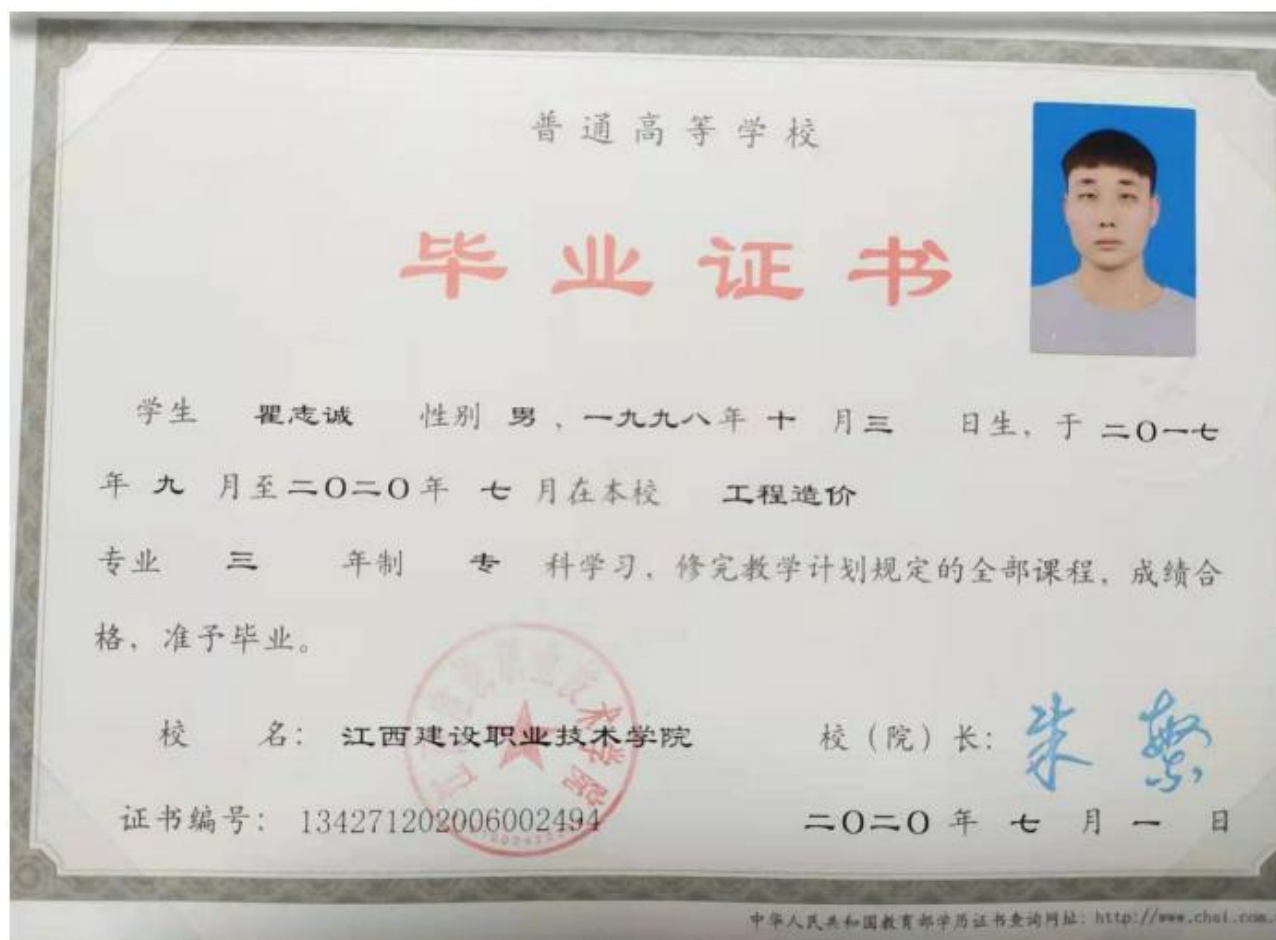 普通高等学校
毕业证书
学生 瞿志诚 性别 男，一九九八年 十 月三 日生，于 二〇一七
年 九 月至二〇二〇年 七 月在本校 工程造价
专业 三 年制 专 科学习，修完教学计划规定的全部课程，成绩合
格，准予毕业。
校 名：江西建设职业技术学院 校（院）长：
证书编号：134271202006002494 二〇二〇 年 七 月 一 日
中华人民共和国教育部学历证书查询网址：http://www.chsi.com.